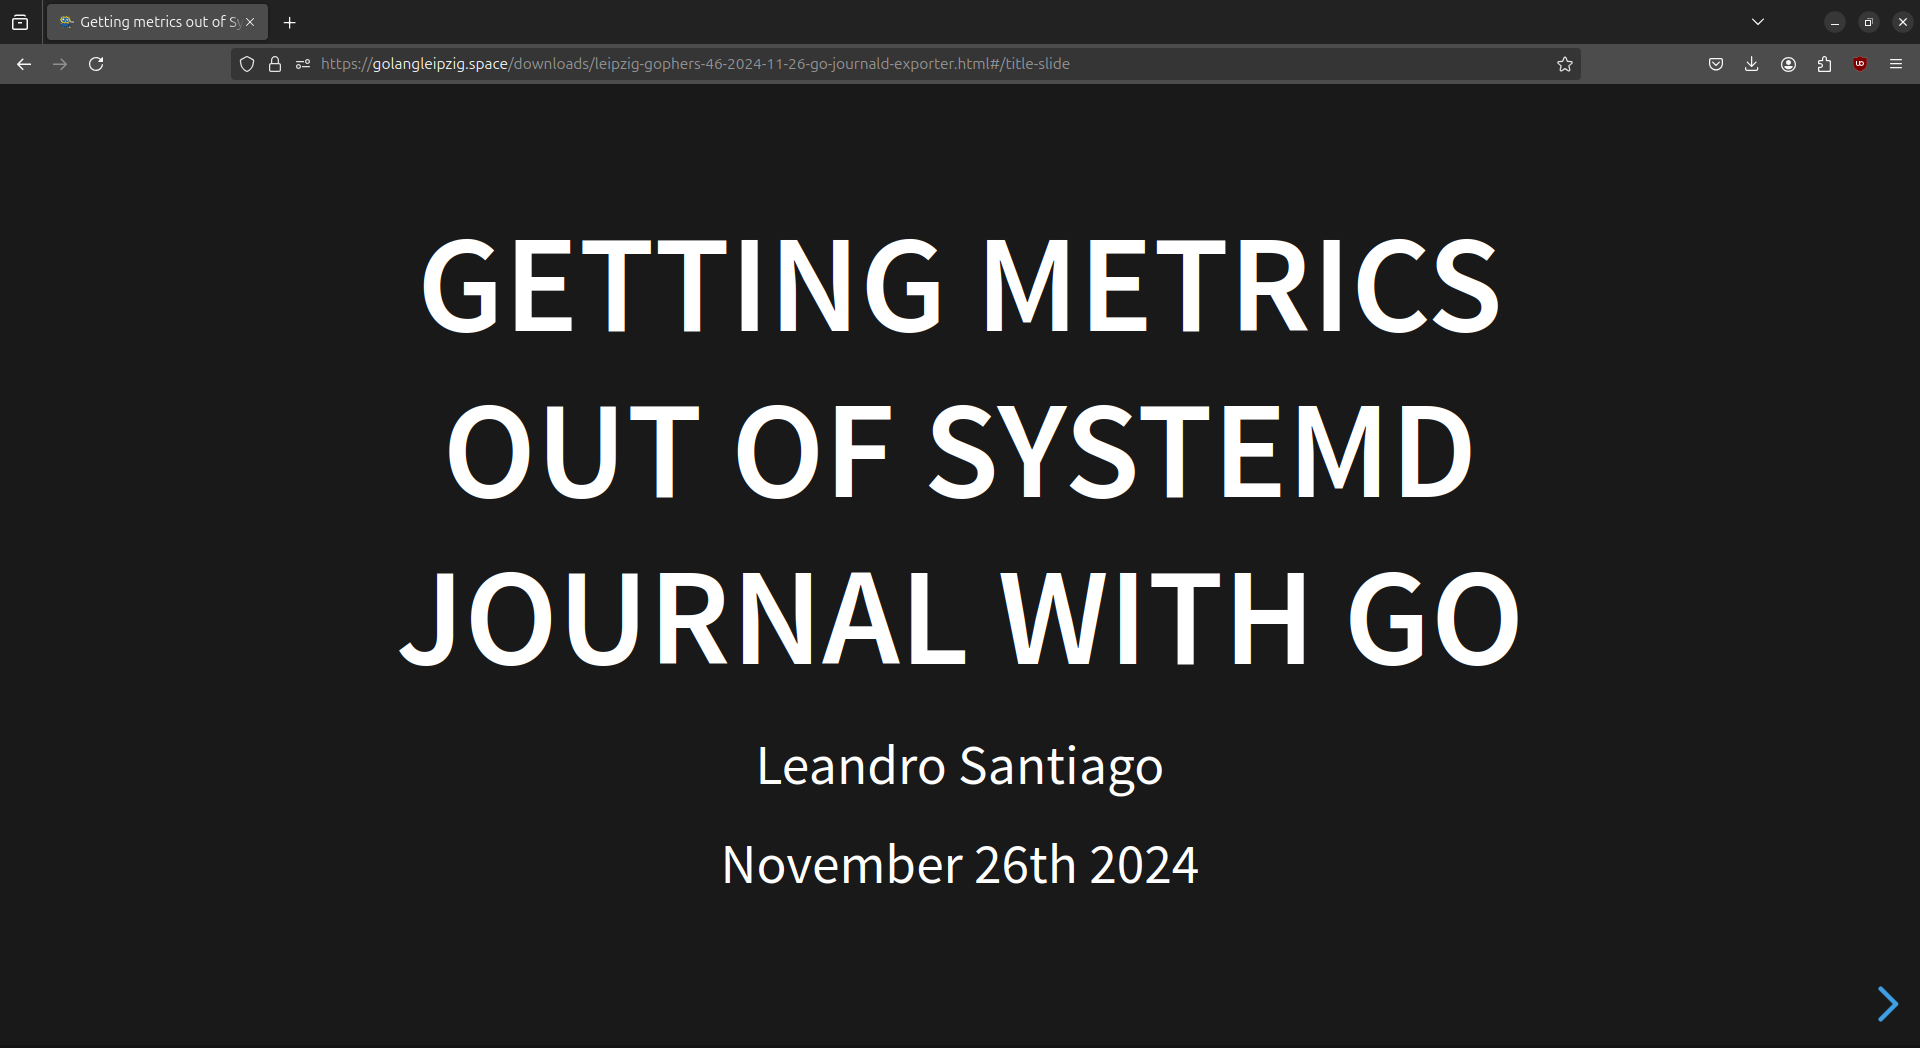 Getting metrics out of Sy
https://golangleipzig.space/downloads/leipzig-gophers-46-2024-11-26-go-journald-exporter.html#/title-slide
GETTING METRICS
OUT OF SYSTEMD
JOURNAL WITH GO
Leandro Santiago
November 26th 2024